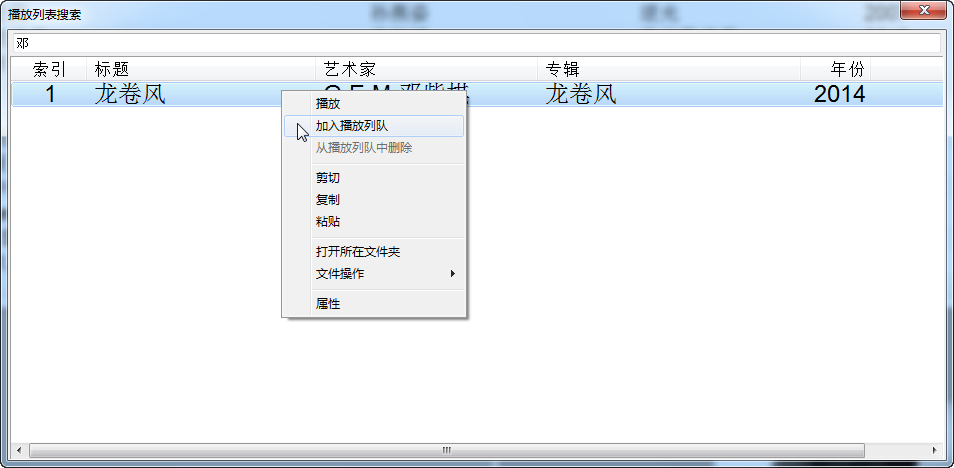 播放列表搜索
邓
索引 标题 艺术家 专辑 年份
1 龙卷风 G.E.M.邓紫棋 龙卷风 2014
播放
加入播放列队
从播放列队中删除
剪切
复制
粘贴
打开所在文件夹
文件操作
属性